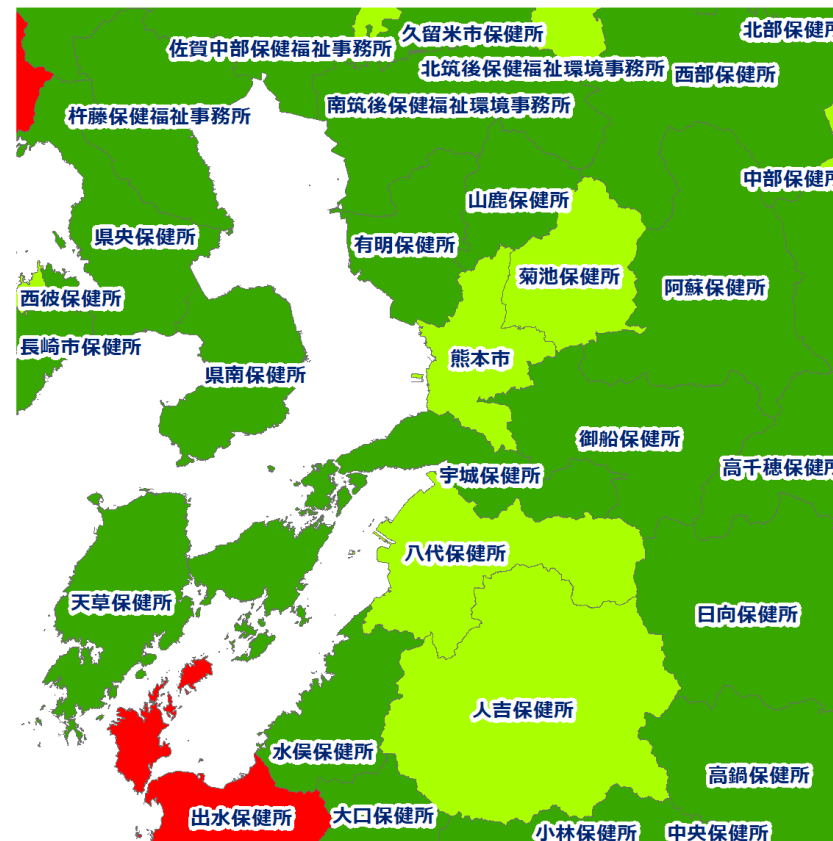 北部保健所
久留米市保健所
佐賀中部保健福祉事務所
北筑後保健福祉環境事務所
西部保健所
南筑後保健福祉環境事務所
杵藤保健福祉事務所
中部保健所
山鹿保健所
県央保健所
有明保健所
菊池保健所
阿蘇保健所
西彼保健所
長崎市保健所
熊本市
県南保健所
御船保健所
高千穂保健所
宇城保健所
八代保健所
天草保健所
日向保健所
人吉保健所
水俣保健所
高鍋保健所
出水保健所
大口保健所
小林保健所
中央保健所